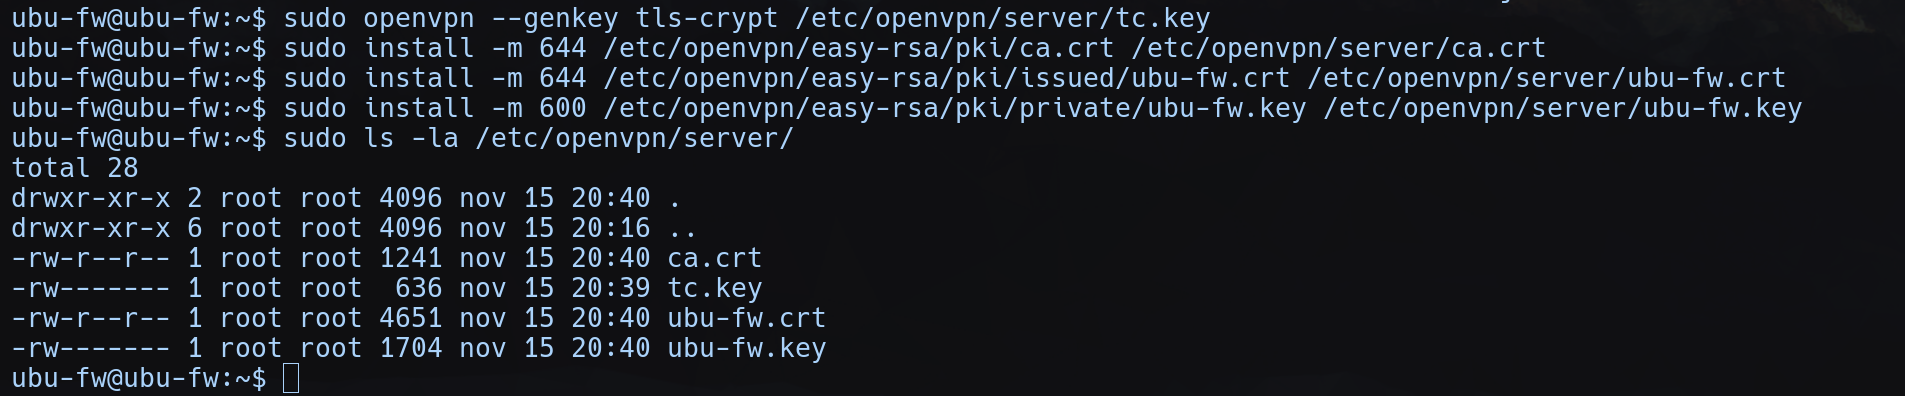 ubu-fw@ubu-fw:~$ sudo openvpn --genkey tls-crypt /etc/openvpn/server/tc.key
ubu-fw@ubu-fw:~$ sudo install -m 644 /etc/openvpn/easy-rsa/pki/ca.crt /etc/openvpn/server/ca.crt
ubu-fw@ubu-fw:~$ sudo install -m 644 /etc/openvpn/easy-rsa/pki/issued/ubu-fw.crt /etc/openvpn/server/ubu-fw.crt
ubu-fw@ubu-fw:~$ sudo install -m 600 /etc/openvpn/easy-rsa/pki/private/ubu-fw.key /etc/openvpn/server/ubu-fw.key
ubu-fw@ubu-fw:~$ sudo ls -la /etc/openvpn/server/
total 28
drwxr-xr-x 2 root root 4096 nov 15 20:40 .
drwxr-xr-x 6 root root 4096 nov 15 20:16 ..
-rw-r--r-- 1 root root 1241 nov 15 20:40 ca.crt
-rw------- 1 root root  636 nov 15 20:39 tc.key
-rw-r--r-- 1 root root 4651 nov 15 20:40 ubu-fw.crt
-rw------- 1 root root 1704 nov 15 20:40 ubu-fw.key
ubu-fw@ubu-fw:~$